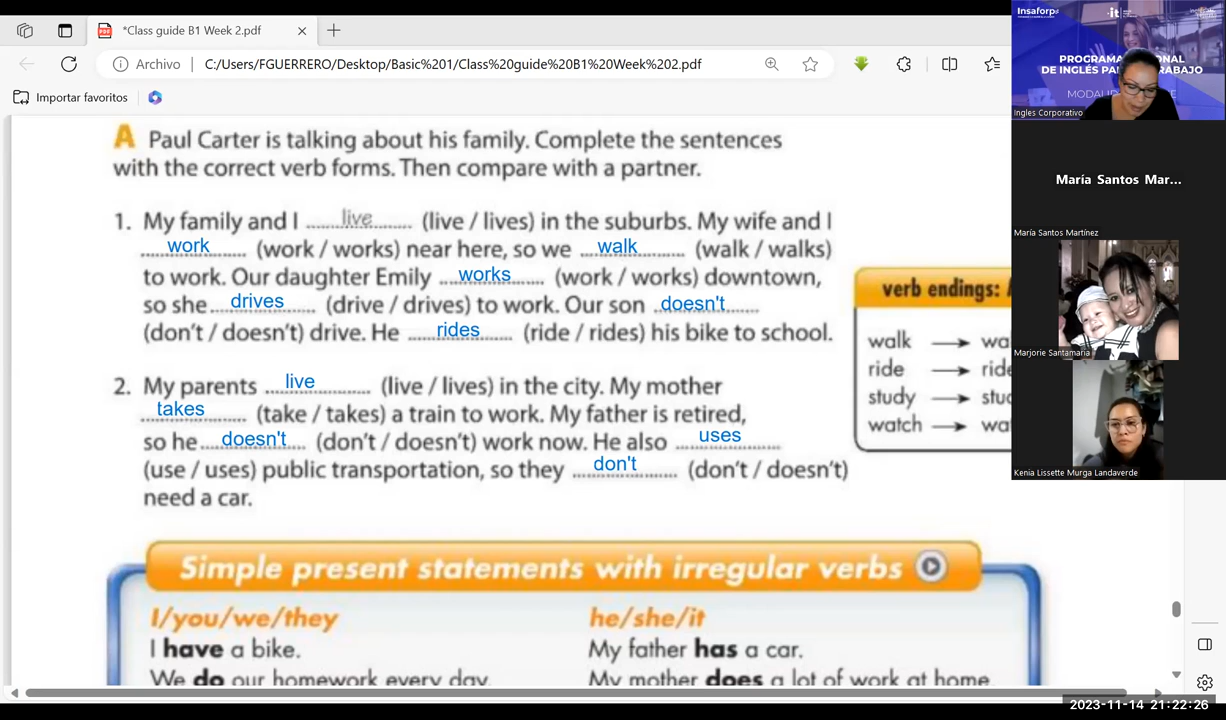 *Class guide B1 Week 2.pdf
Archivo
C:/Users/FGUERRERO/Desktop/Basic%201/Class%20guide%20B1%20Week%202.pdf
Importar favoritos
A Paul Carter is talking about his family. Complete the sentences
with the correct verb forms. Then compare with a partner.
1. My family and I live (live / lives) in the suburbs. My wife and I
work (work / works) near here, so we walk (walk / walks)
to work. Our daughter Emily works (work / works) downtown,
so she drives (drive / drives) to work. Our son doesn't
(don't / doesn't) drive. He rides (ride / rides) his bike to school.
2. My parents live (live / lives) in the city. My mother
takes (take / takes) a train to work. My father is retired,
so he doesn't (don't / doesn't) work now. He also uses
(use / uses) public transportation, so they don't (don't / doesn't)
need a car.
verb endings:
walk → wa
ride → ride
study → stu
watch → wa
Simple present statements with irregular verbs
I/you/we/they
I have a bike.
We do our homework every day.
he/she/it
My father has a car.
My mother does a lot of work at home.
Insaforp
it
PROGRAMA
DE INGLÉS
Ingles Corporativo
María Santos Mar...
María Santos Martínez
Marjorie Santamaria
Kenia Lissette Murga Landaverde
2023-11-14 21:22:26